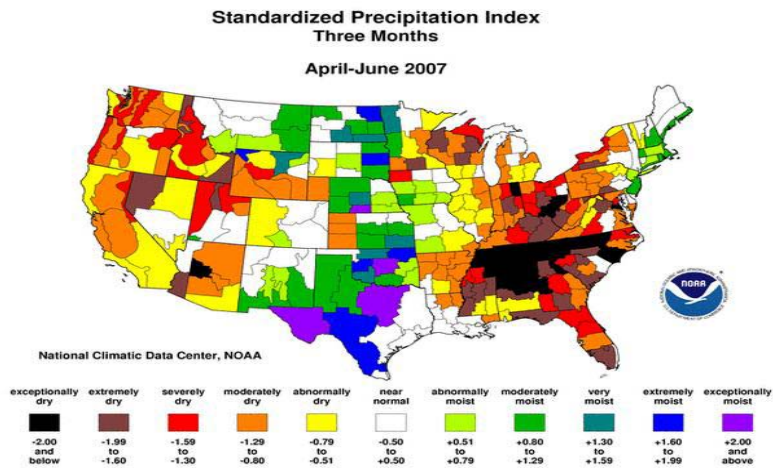 Standardized Precipitation Index
Three Months
April-June 2007
NOAA
National Climatic Data Center, NOAA
exceptionally dry
extremely dry
severely dry
moderately dry
abnormally dry
near normal
abnormally moist
moderately moist
very moist
extremely moist
exceptionally moist
-2.00 and below
-1.99 to -1.60
-1.59 to -1.30
-1.29 to -0.80
-0.79 to -0.51
-0.50 to +0.50
+0.51 to +0.79
+0.80 to +1.29
+1.30 to +1.59
+1.60 to +1.99
+2.00 and above